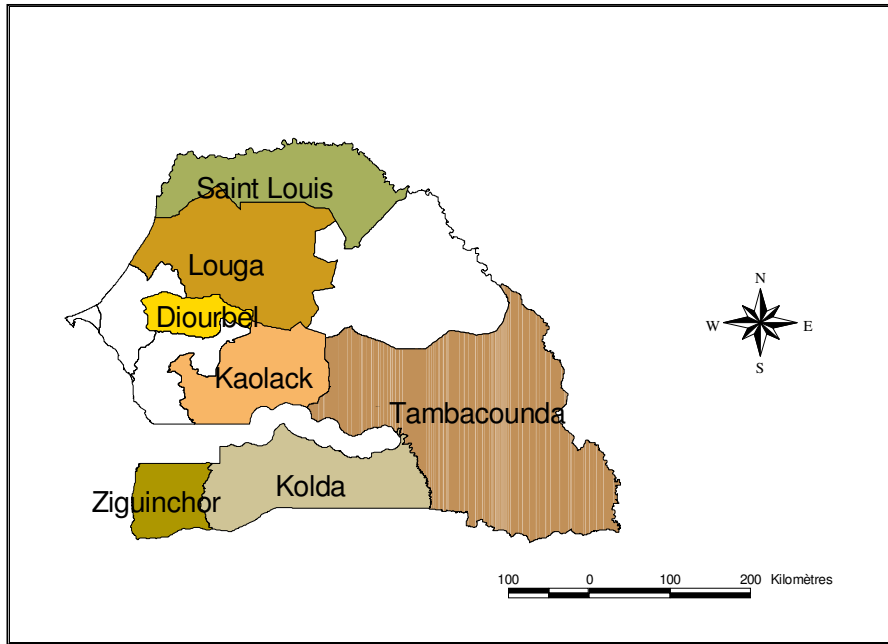 Saint Louis
Louga
N
W
E
S
Diourbel
Kaolack
Tambacounda
Kolda
Ziguinchor
100 0 100 200 Kilomètres